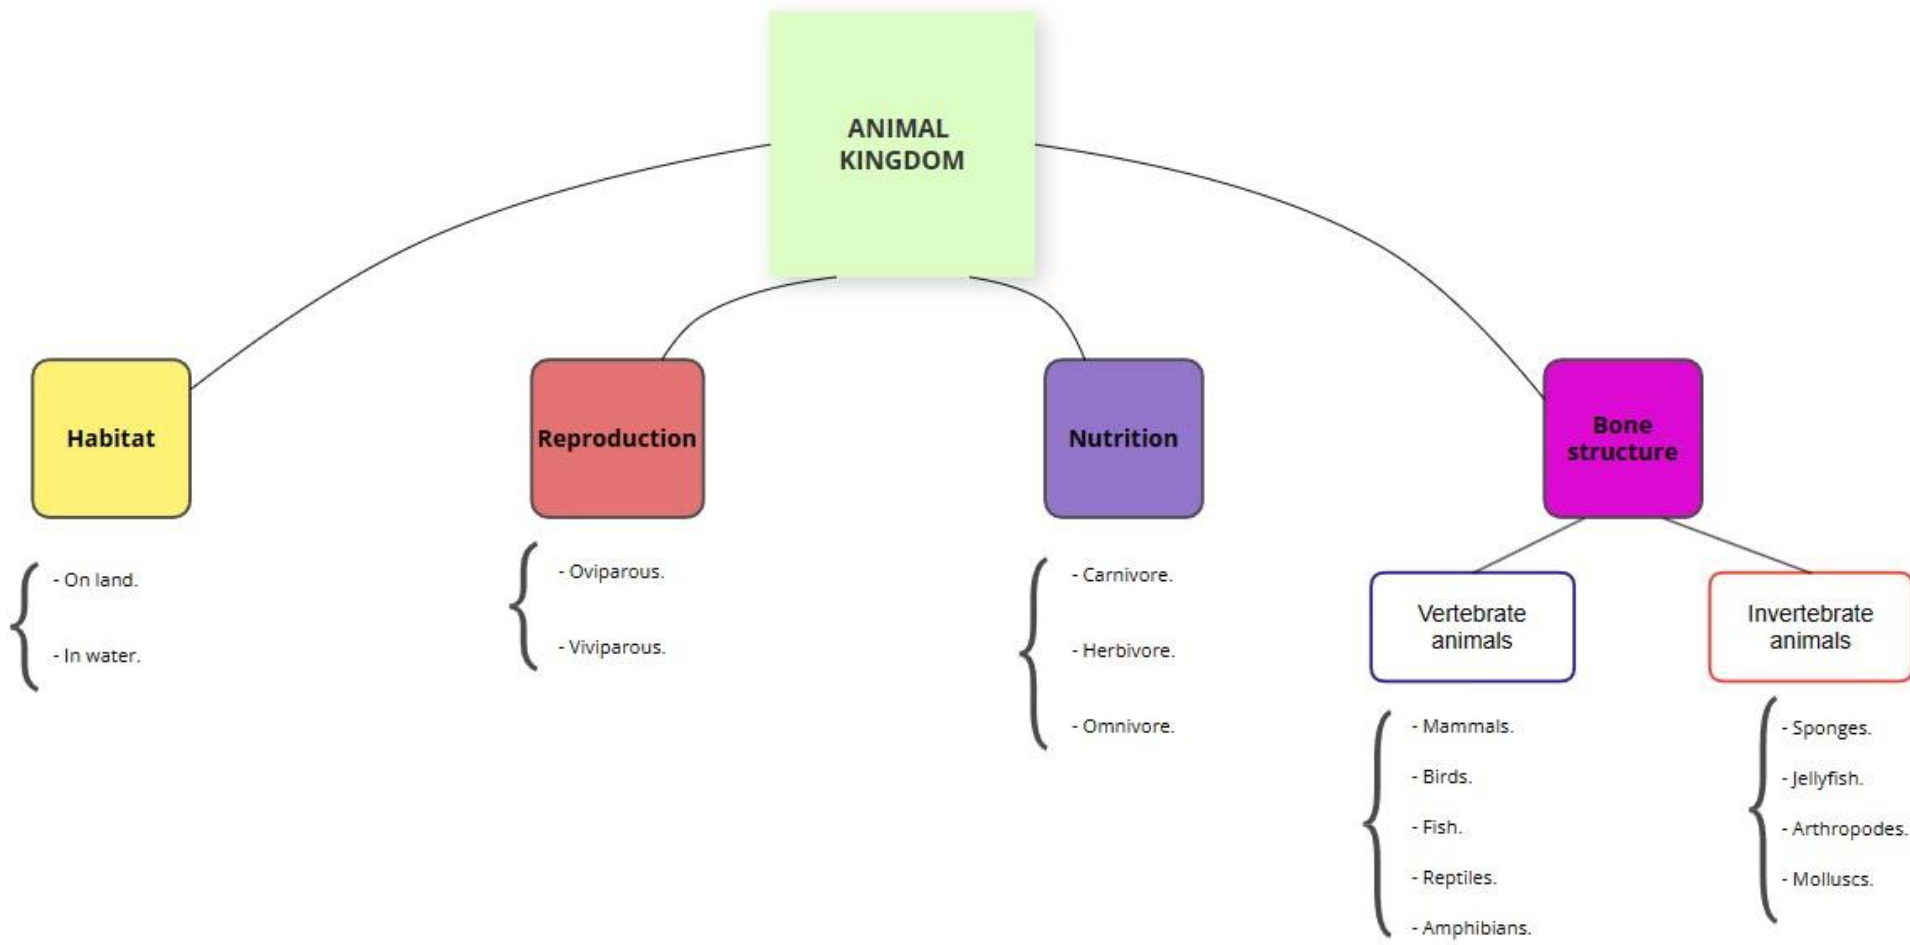 ANIMAL
KINGDOM
Habitat
- On land.
- In water.
Reproduction
- Oviparous.
- Viviparous.
Nutrition
- Carnivore.
- Herbivore.
- Omnivore.
Bone
structure
Vertebrate
animals
- Mammals.
- Birds.
- Fish.
- Reptiles.
- Amphibians.
Invertebrate
animals
- Sponges.
- Jellyfish.
- Arthropodes.
- Molluscs.